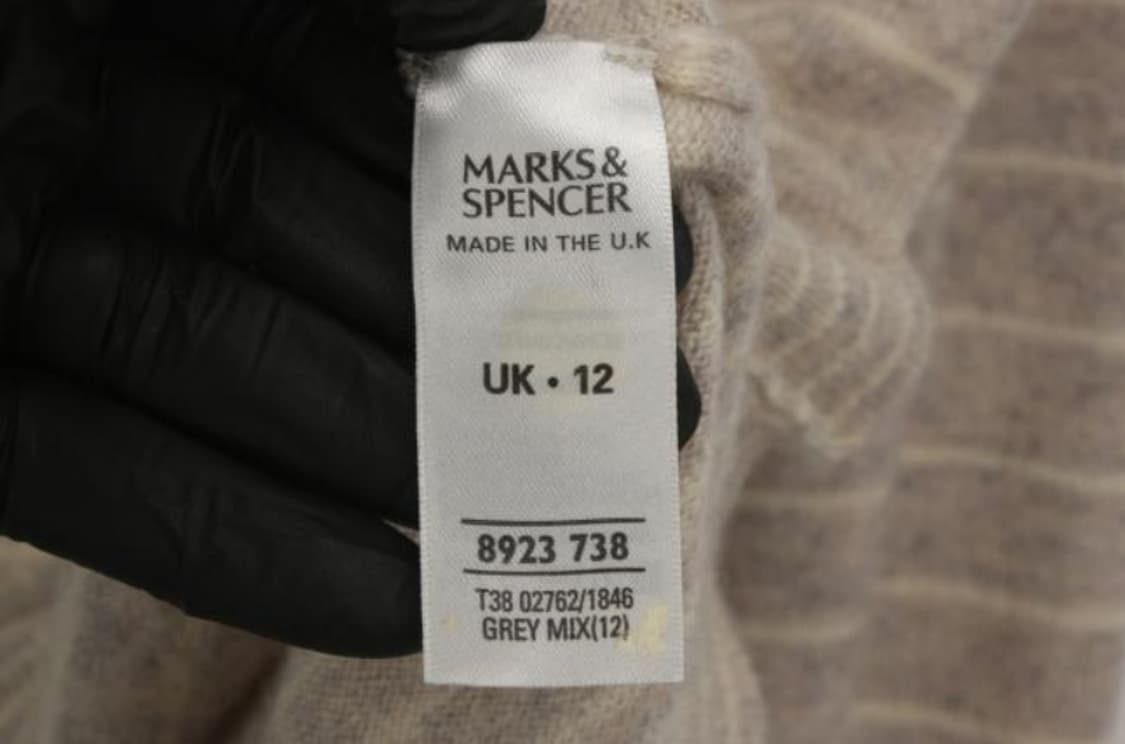 MARKS &
SPENCER
MADE IN THE U.K
UK • 12
8923 738
T38 02762/1846
GREY MIX(12)